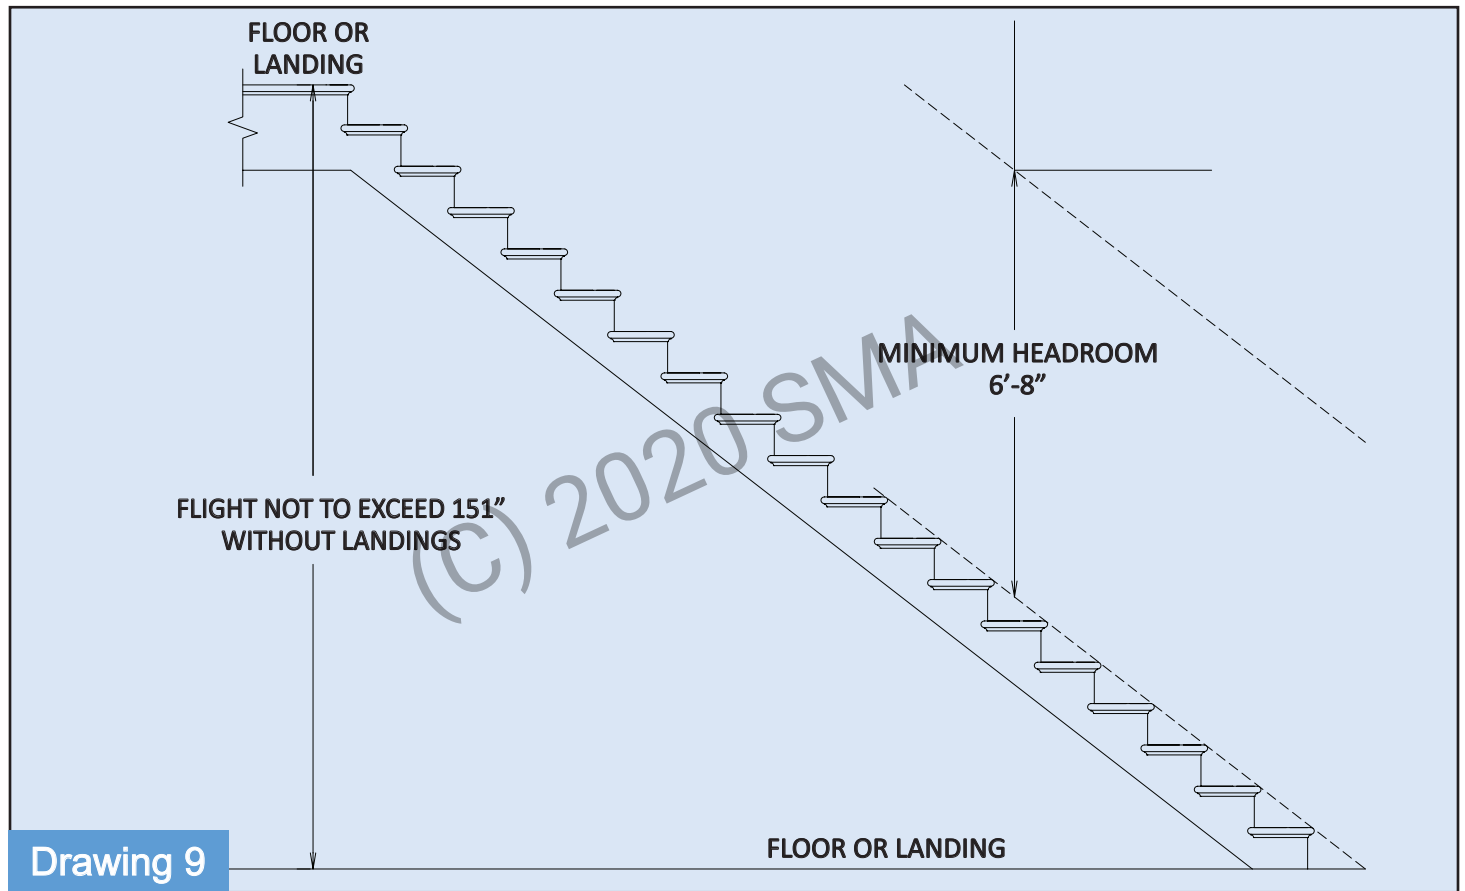 FLOOR OR
LANDING
MINIMUM HEADROOM
6’-8”
FLIGHT NOT TO EXCEED 151”
WITHOUT LANDINGS
(C) 2020 SMA
FLOOR OR LANDING
Drawing 9